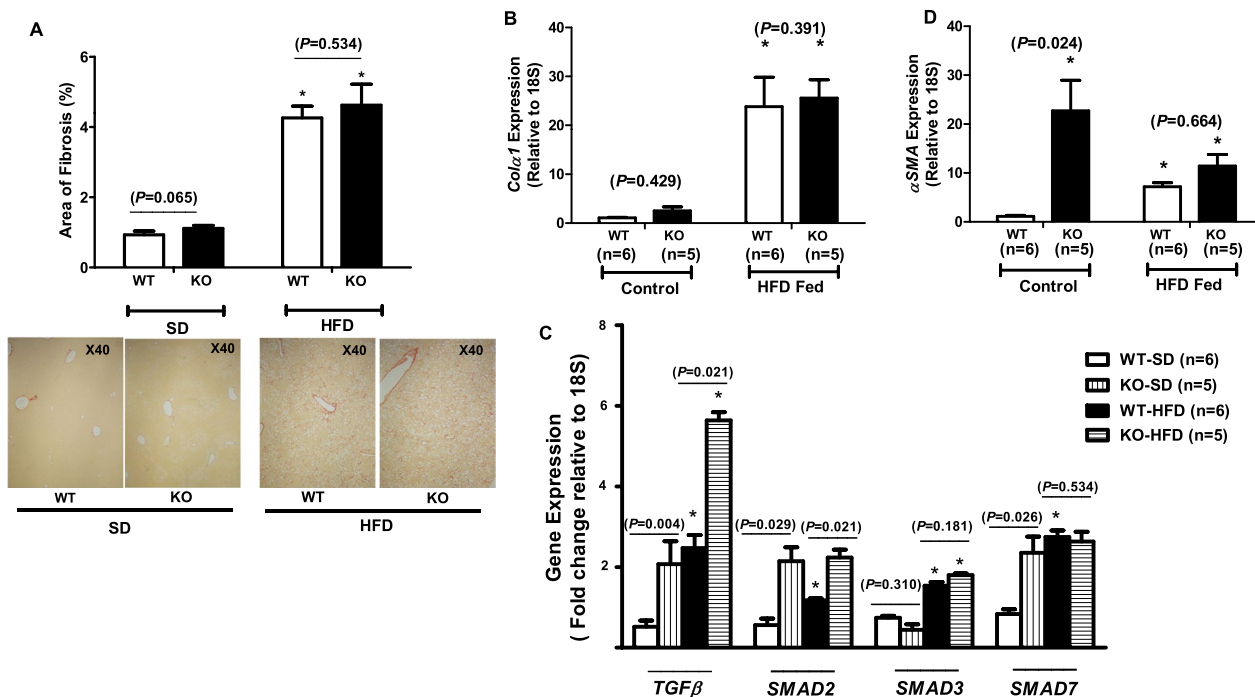 A
Area of Fibrosis (%)
6
4
2
0
(P=0.534)
*
*
(P=0.065)
WT
KO
WT
KO
SD
HFD
X40
X40
X40
X40
WT
KO
WT
KO
SD
HFD
B
Colα1 Expression
(Relative to 18S)
40
30
20
10
0
(P=0.391)
*
*
(P=0.429)
WT
KO
WT
KO
(n=6)
(n=5)
(n=6)
(n=5)
Control
HFD Fed
D
αSMA Expression
(Relative to 18S)
40
30
20
10
0
(P=0.024)
*
(P=0.664)
*
*
WT
KO
WT
KO
(n=6)
(n=5)
(n=6)
(n=5)
Control
HFD Fed
C
Gene Expression
( Fold change relative to 18S)
8
6
4
2
WT-SD (n=6)
KO-SD (n=5)
WT-HFD (n=6)
KO-HFD (n=5)
(P=0.021)
*
(P=0.004)
*
(P=0.029)
(P=0.021)
*
(P=0.181)
(P=0.310)
*
*
(P=0.534)
(P=0.026)
*
TGFβ
SMAD2
SMAD3
SMAD7